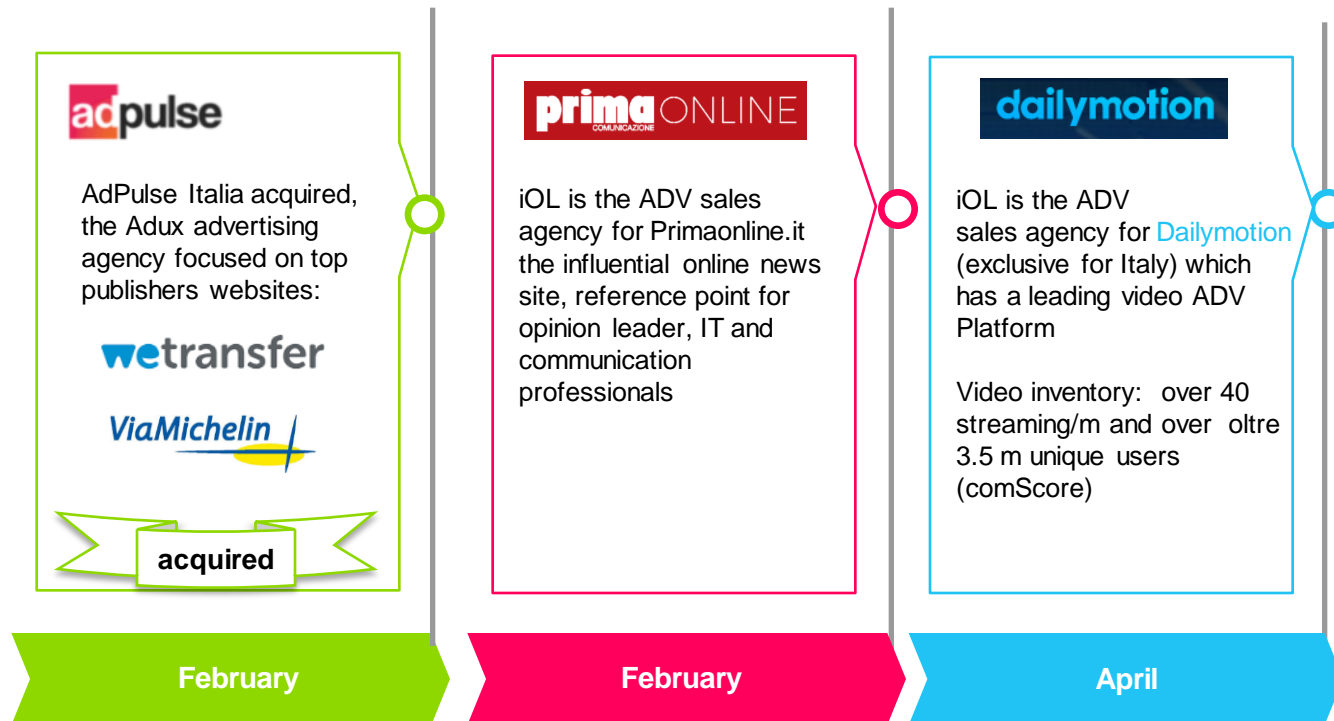 adpulse
AdPulse Italia acquired,
the Adux advertising
agency focused on top
publishers websites:
wetransfer
ViaMichelin
acquired
February
prima ONLINE
COMUNICAZIONE
iOL is the ADV sales
agency for Primaonline.it
the influential online news
site, reference point for
opinion leader, IT and
communication
professionals
February
dailymotion
iOL is the ADV
sales agency for Dailymotion
(exclusive for Italy) which
has a leading video ADV
Platform
Video inventory: over 40
streaming/m and over oltre
3.5 m unique users
(comScore)
April